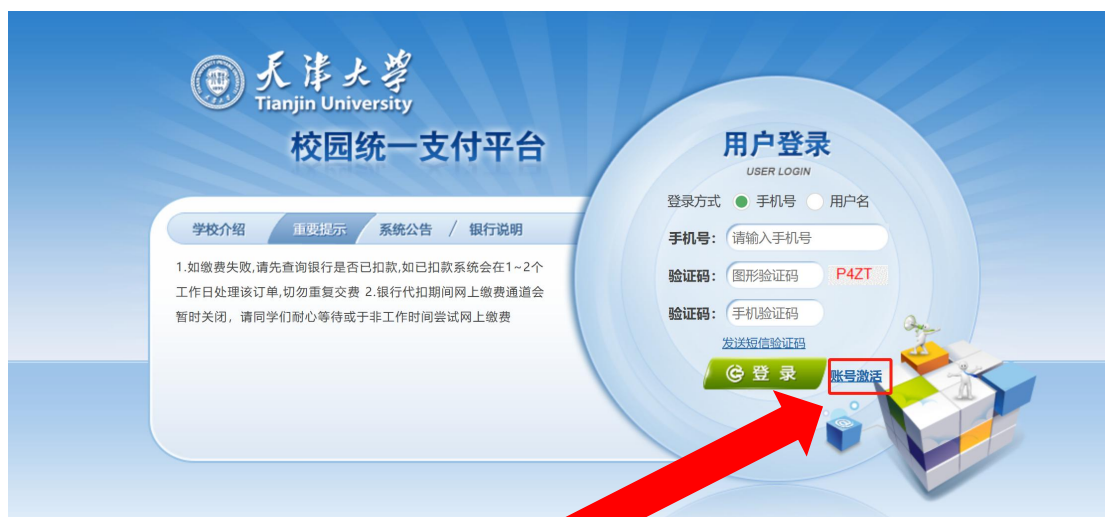 天津大学
Tianjin University
校园统一支付平台
学校介绍 重要提示 系统公告 / 银行说明
1.如缴费失败,请先查询银行是否已扣款,如已扣款系统会在1~2个
工作日处理该订单,切勿重复交费 2.银行代扣期间网上缴费通道会
暂时关闭，请同学们耐心等待或于非工作时间尝试网上缴费
用户登录
USER LOGIN
登录方式 手机号 用户名
手机号： 请输入手机号
验证码： 图形验证码 P4ZT
验证码： 手机验证码
发送短信验证码
登 录 账号激活